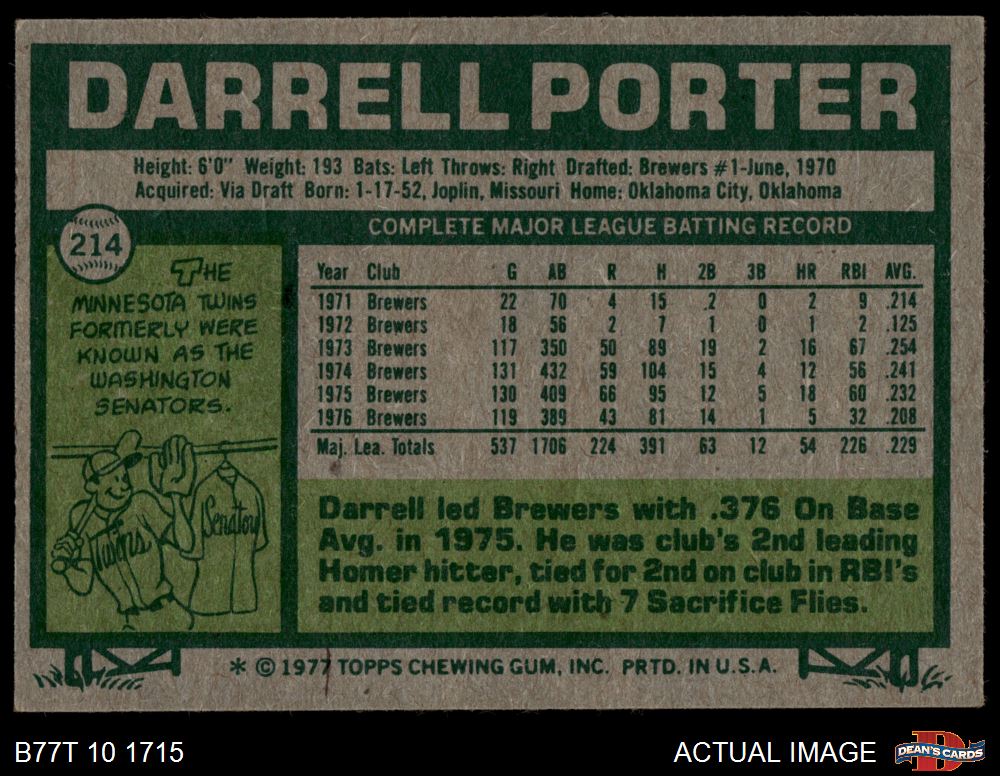 DARRELL PORTER
Height: 6'0" Weight: 193 Bats: Left Throws: Right Drafted: Brewers #1-June, 1970
Acquired: Via Draft Born: 1-17-52, Joplin, Missouri Home: Oklahoma City, Oklahoma
214
THE
MINNESOTA TWINS
FORMERLY WERE
KNOWN AS THE
WASHINGTON
SENATORS.
Twins
Senators
COMPLETE MAJOR LEAGUE BATTING RECORD
Year Club G AB R H 2B 3B HR RBI AVG.
1971 Brewers 22 70 4 15 2 0 2 9 .214
1972 Brewers 18 56 2 7 1 0 1 2 .125
1973 Brewers 117 350 50 89 19 2 16 67 .254
1974 Brewers 131 432 59 104 15 4 12 56 .241
1975 Brewers 130 409 66 95 12 5 18 60 .232
1976 Brewers 119 389 43 81 14 1 5 32 .208
Maj. Lea. Totals 537 1706 224 391 63 12 54 226 .229
Darrell led Brewers with .376 On Base
Avg. in 1975. He was club's 2nd leading
Homer hitter, tied for 2nd on club in RBI's
and tied record with 7 Sacrifice Flies.
* © 1977 TOPPS CHEWING GUM, INC. PRTD. IN U.S.A.
B77T 10 1715
ACTUAL IMAGE
DEAN'S CARDS